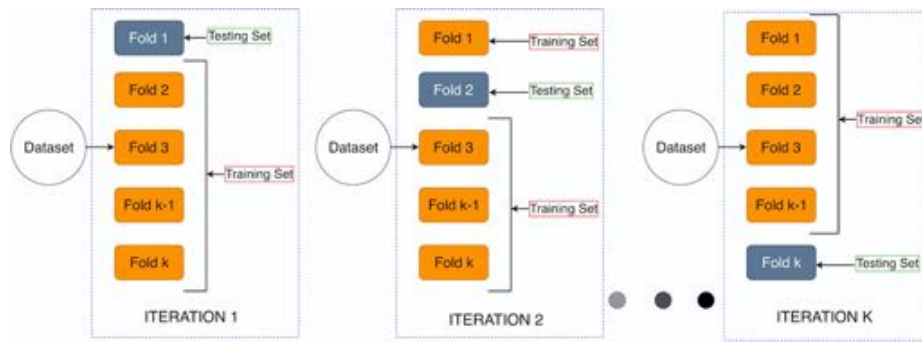 Fold 1
Testing Set
Fold 2
Dataset
Fold 3
Training Set
Fold k-1
Fold k
ITERATION 1
Fold 1
Training Set
Fold 2
Testing Set
Dataset
Fold 3
Fold k-1
Training Set
Fold k
ITERATION 2
Fold 1
Fold 2
Training Set
Dataset
Fold 3
Fold k-1
Fold k
Testing Set
ITERATION K